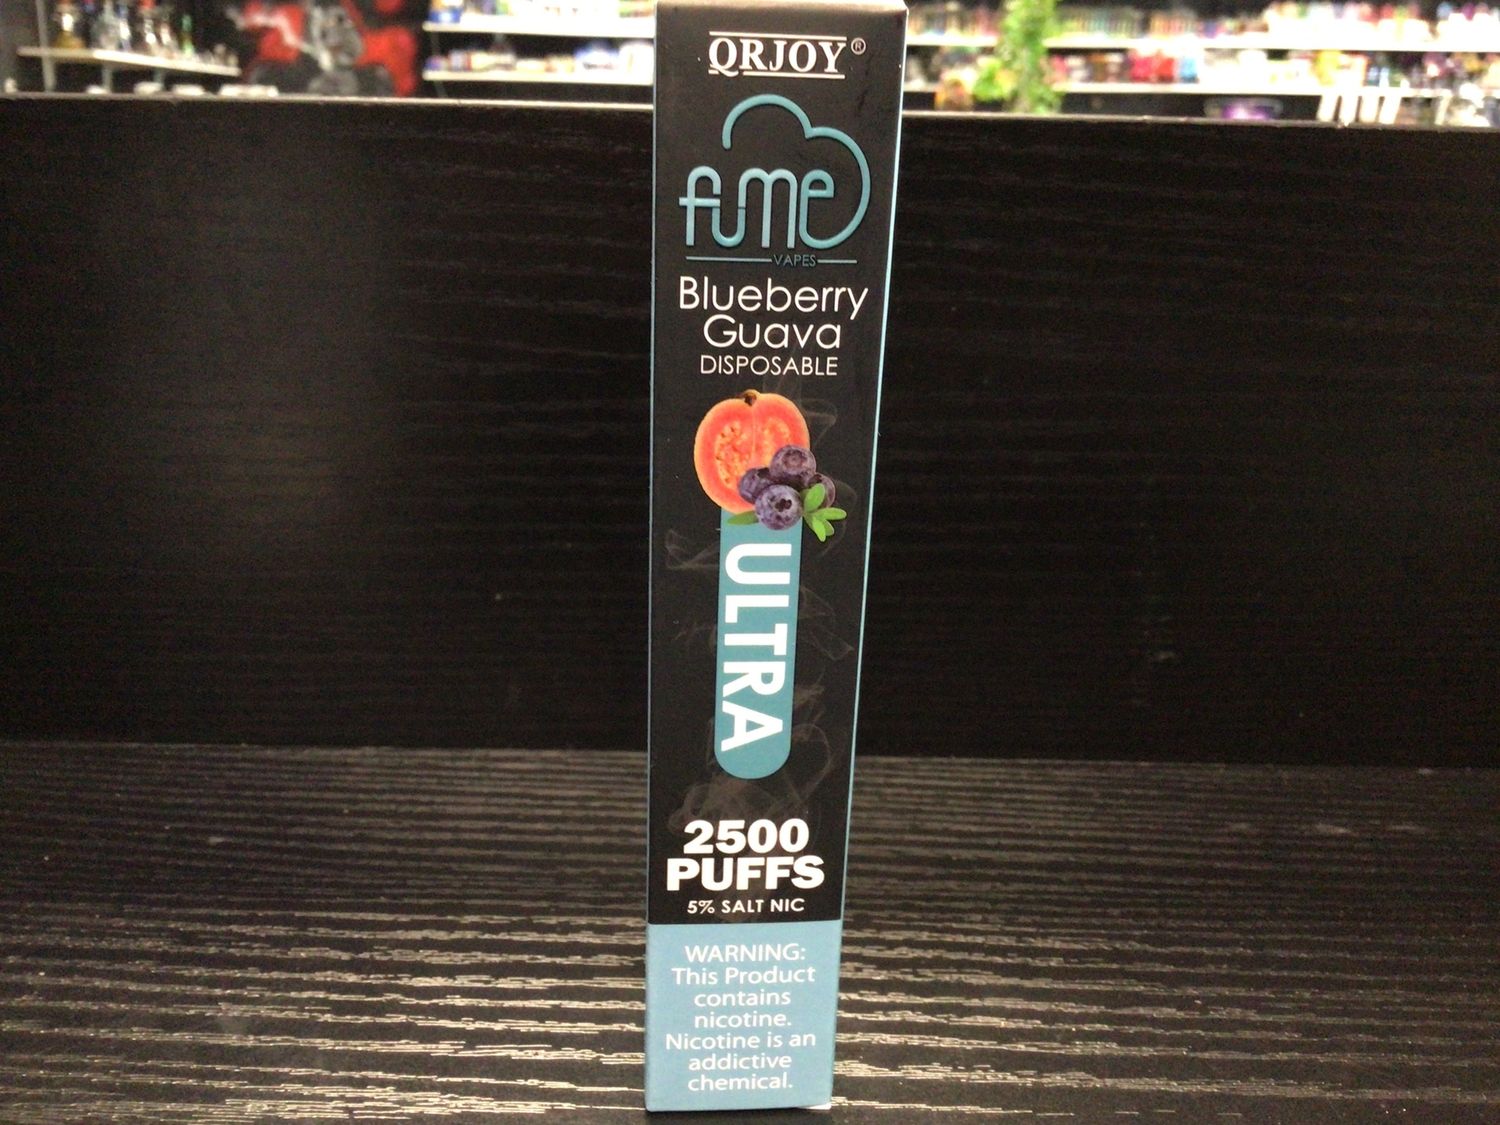 QRJOY®
fume
VAPES
Blueberry
Guava
DISPOSABLE
ULTRA
2500
PUFFS
5% SALT NIC
WARNING:
This Product
contains
nicotine.
Nicotine is an
addictive
chemical.